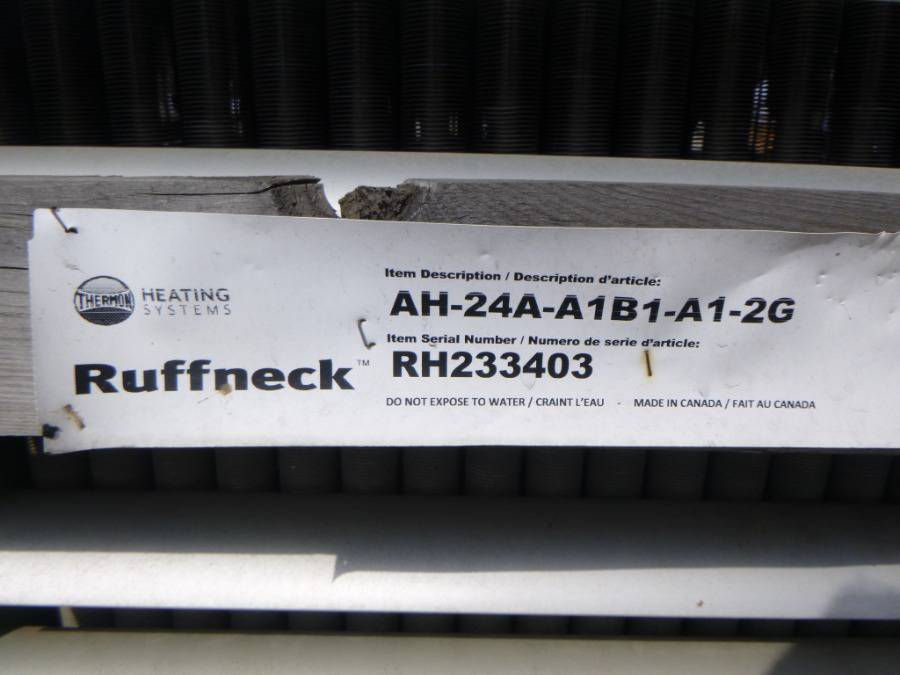 THERMON
HEATING
SYSTEMS
Ruffneck™
Item Description / Description d'article:
AH-24A-A1B1-A1-2G
Item Serial Number / Numero de serie d'article:
RH233403
DO NOT EXPOSE TO WATER / CRAINT L'EAU - MADE IN CANADA / FAIT AU CANADA